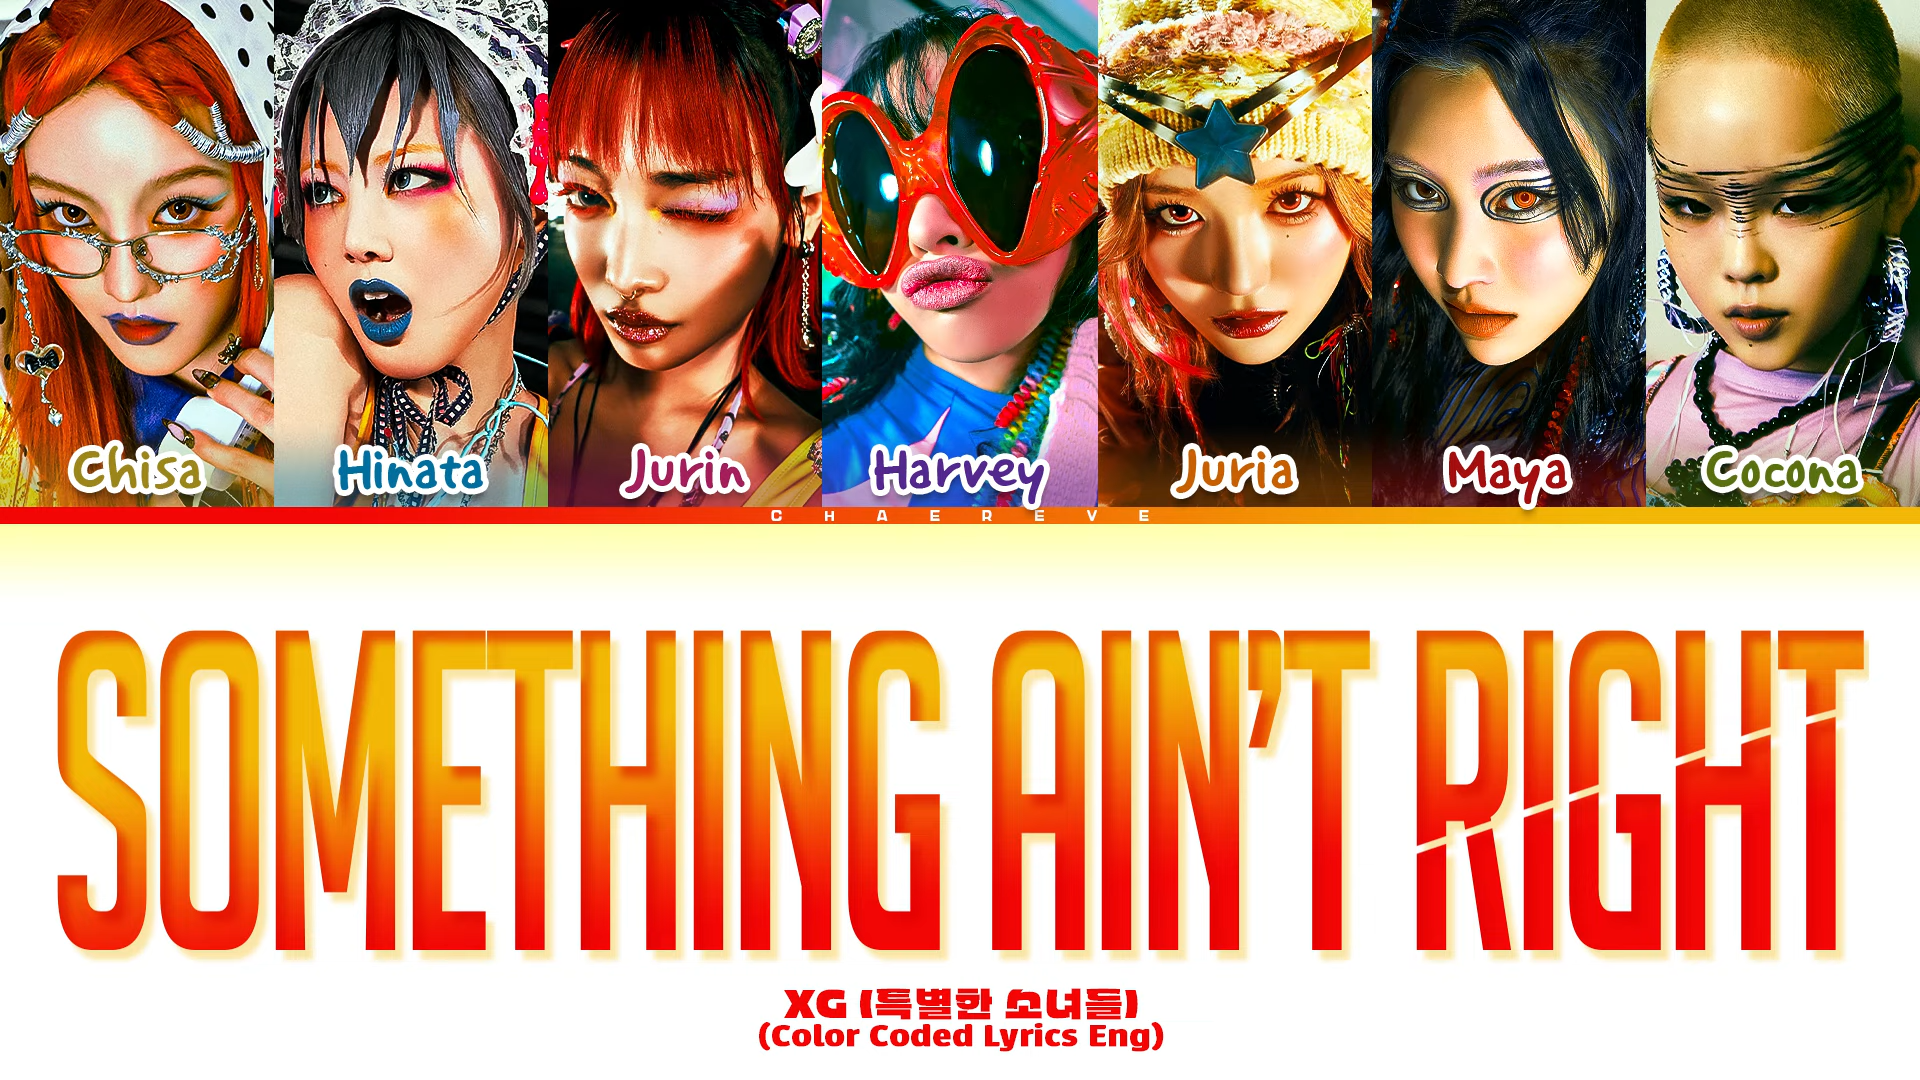 Chisa
Hinata
Jurin
Harvey
Juria
Maya
Cocona
CHAEREVE
SOMETHING AIN'T RIGHT
XG (특별한 소녀들)
(Color Coded Lyrics Eng)